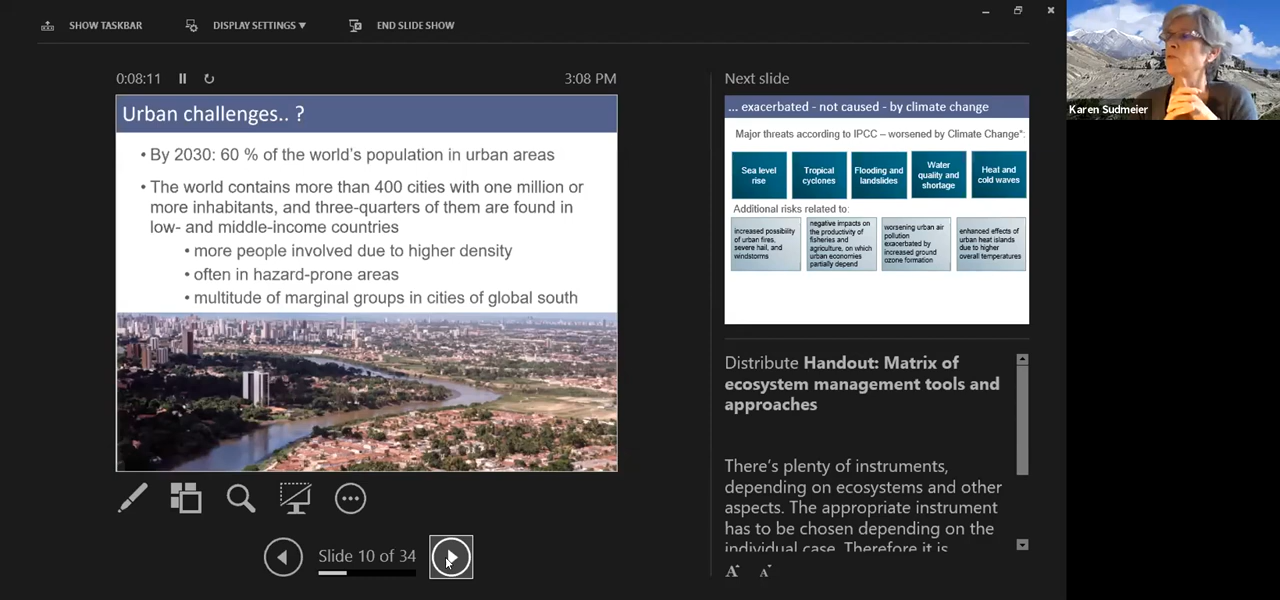 SHOW TASKBAR
DISPLAY SETTINGS ▼
END SLIDE SHOW
0:08:11
3:08 PM
Urban challenges.. ?
• By 2030: 60 % of the world's population in urban areas
• The world contains more than 400 cities with one million or
more inhabitants, and three-quarters of them are found in
low- and middle-income countries
• more people involved due to higher density
• often in hazard-prone areas
• multitude of marginal groups in cities of global south
Slide 10 of 34
Next slide
... exacerbated - not caused - by climate change
Major threats according to IPCC – worsened by Climate Change*:
Sea level
rise
Tropical
cyclones
Flooding and
landslides
Water
quality and
shortage
Heat and
cold waves
Additional risks related to:
increased possibility
of urban fires,
severe hail, and
windstorms
negative impacts on
the productivity of
fisheries and
agriculture, on which
urban economies
partially depend
worsening urban air
pollution
exacerbated by
increased ground
ozone formation
enhanced effects of
urban heat islands
due to higher
overall temperatures
Distribute Handout: Matrix of
ecosystem management tools and
approaches
There's plenty of instruments,
depending on ecosystems and other
aspects. The appropriate instrument
has to be chosen depending on the
individual case. Therefore it is
A A
Karen Sudmeier